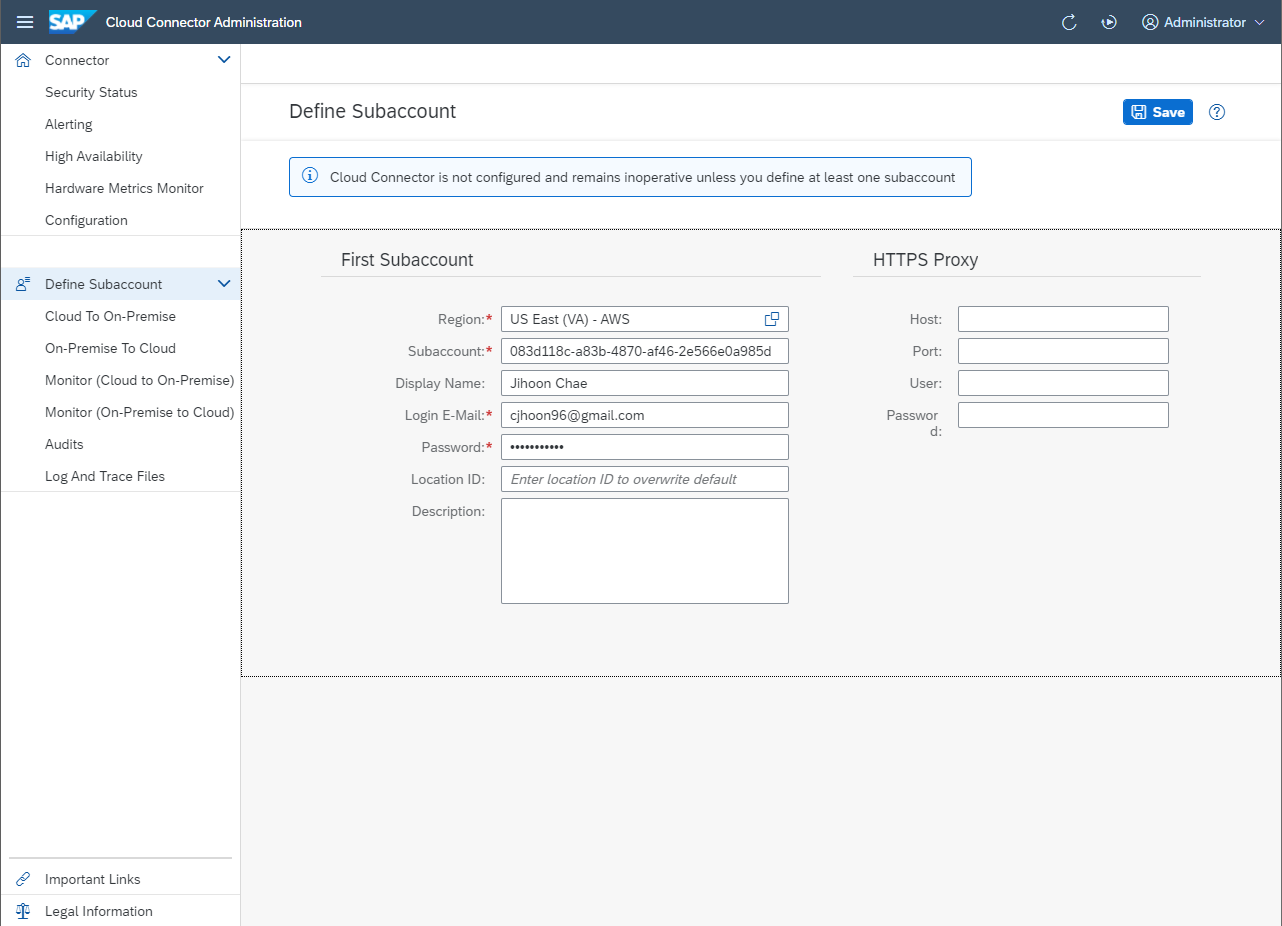 SAP Cloud Connector Administration
Administrator
Connector
Security Status
Alerting
High Availability
Hardware Metrics Monitor
Configuration
Define Subaccount
Cloud To On-Premise
On-Premise To Cloud
Monitor (Cloud to On-Premise)
Monitor (On-Premise to Cloud)
Audits
Log And Trace Files
Important Links
Legal Information
Define Subaccount
Save
Cloud Connector is not configured and remains inoperative unless you define at least one subaccount
First Subaccount
Region:* US East (VA) - AWS
Subaccount:* 083d118c-a83b-4870-af46-2e566e0a985d
Display Name: Jihoon Chae
Login E-Mail:* cjhoon96@gmail.com
Password:* •••••••••••
Location ID: Enter location ID to overwrite default
Description:
HTTPS Proxy
Host:
Port:
User:
Passwor
d: